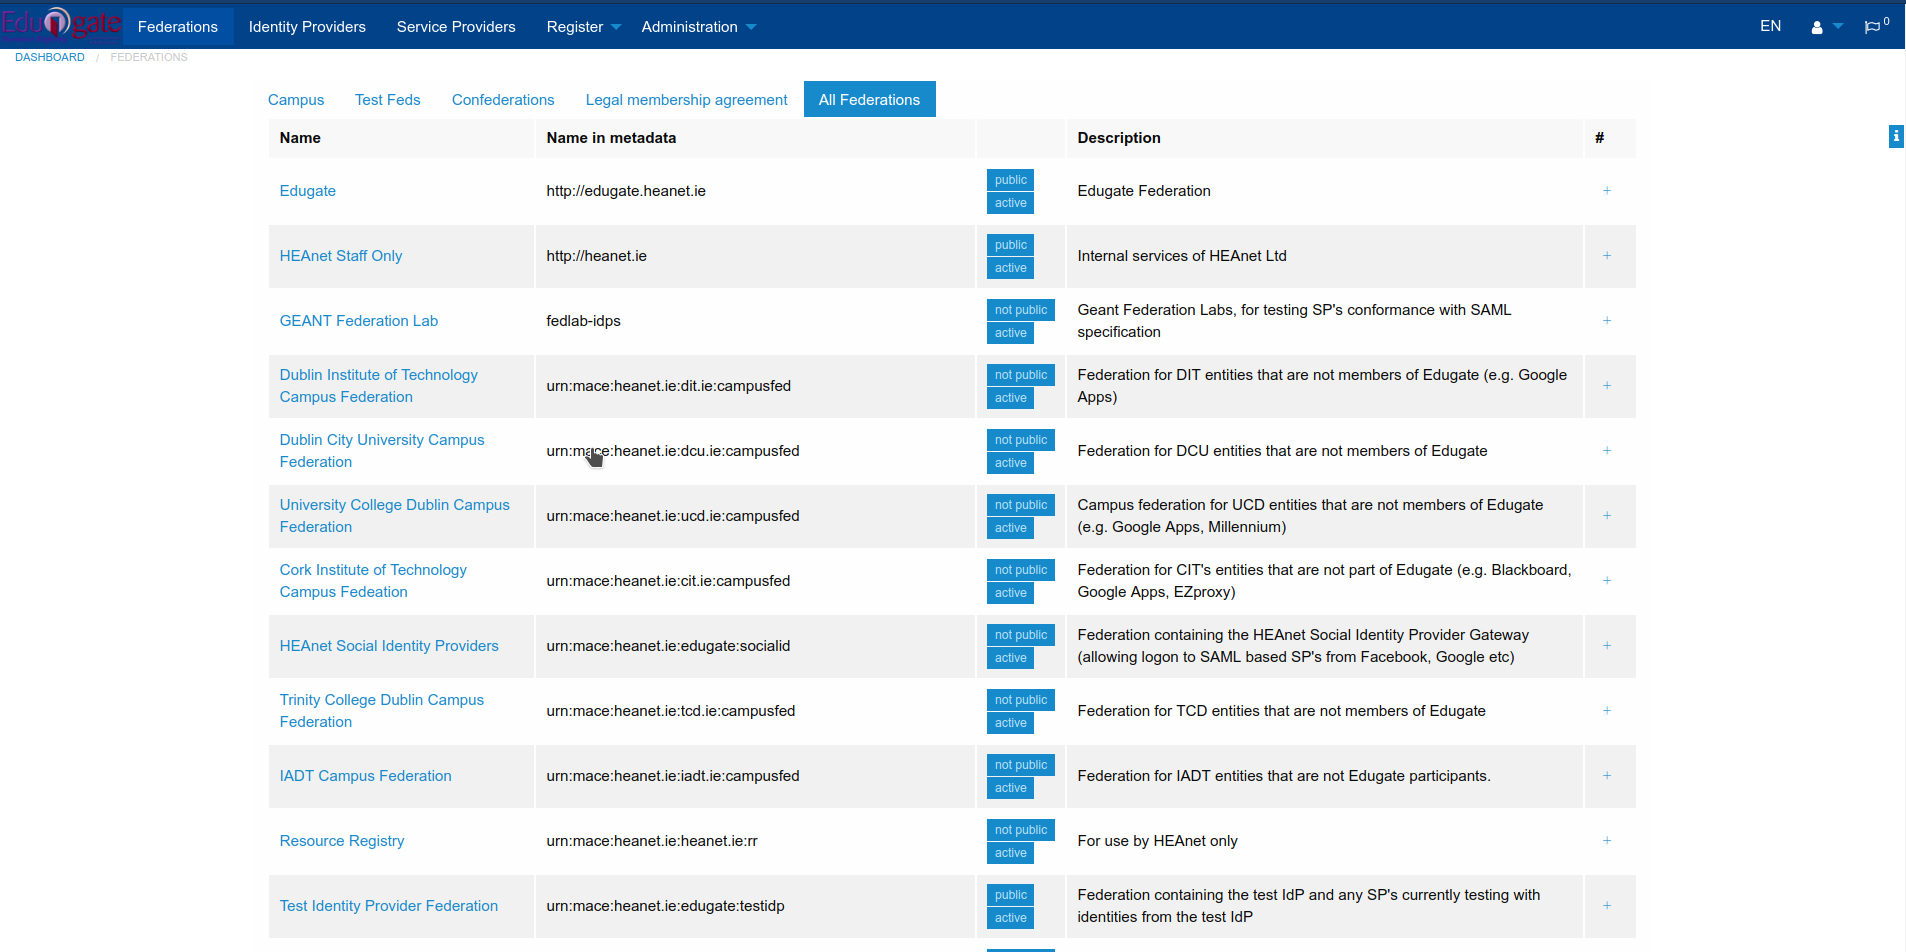 Edugate
Federations
Identity Providers
Service Providers
Register
Administration
EN
0
DASHBOARD / FEDERATIONS
Campus
Test Feds
Confederations
Legal membership agreement
All Federations
Name
Name in metadata
Description
#
Edugate
http://edugate.heanet.ie
public
active
Edugate Federation
+
HEAnet Staff Only
http://heanet.ie
public
active
Internal services of HEAnet Ltd
+
GEANT Federation Lab
fedlab-idps
not public
active
Geant Federation Labs, for testing SP's conformance with SAML
specification
+
Dublin Institute of Technology
Campus Federation
urn:mace:heanet.ie:dit.ie:campusfed
not public
active
Federation for DIT entities that are not members of Edugate (e.g. Google
Apps)
+
Dublin City University Campus
Federation
urn:mace:heanet.ie:dcu.ie:campusfed
not public
active
Federation for DCU entities that are not members of Edugate
+
University College Dublin Campus
Federation
urn:mace:heanet.ie:ucd.ie:campusfed
not public
active
Campus federation for UCD entities that are not members of Edugate
(e.g. Google Apps, Millennium)
+
Cork Institute of Technology
Campus Fedeation
urn:mace:heanet.ie:cit.ie:campusfed
not public
active
Federation for CIT's entities that are not part of Edugate (e.g. Blackboard,
Google Apps, EZproxy)
+
HEAnet Social Identity Providers
urn:mace:heanet.ie:edugate:socialid
not public
active
Federation containing the HEAnet Social Identity Provider Gateway
(allowing logon to SAML based SP's from Facebook, Google etc)
+
Trinity College Dublin Campus
Federation
urn:mace:heanet.ie:tcd.ie:campusfed
not public
active
Federation for TCD entities that are not members of Edugate
+
IADT Campus Federation
urn:mace:heanet.ie:iadt.ie:campusfed
not public
active
Federation for IADT entities that are not Edugate participants.
+
Resource Registry
urn:mace:heanet.ie:heanet.ie:rr
not public
active
For use by HEAnet only
+
Test Identity Provider Federation
urn:mace:heanet.ie:edugate:testidp
public
active
Federation containing the test IdP and any SP's currently testing with
identities from the test IdP
+